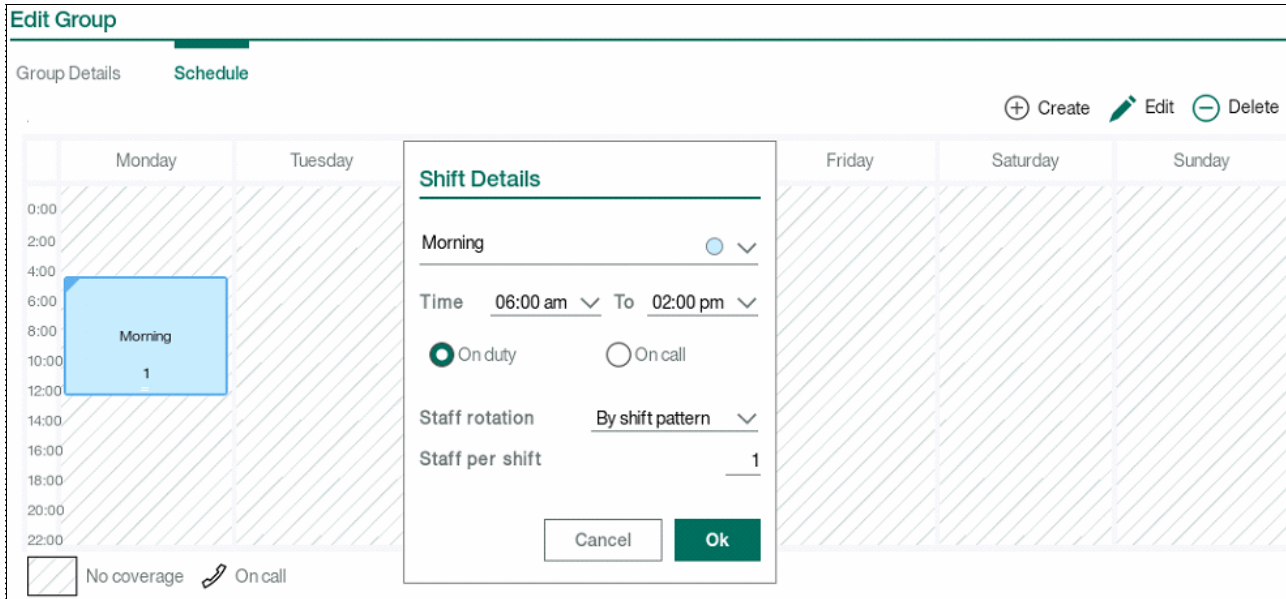 Edit Group
Group Details Schedule
Create Edit Delete
Monday Tuesday Friday Saturday Sunday
Shift Details
0:00
2:00
4:00
6:00
8:00
10:00
12:00
14:00
16:00
18:00
20:00
22:00
Morning
1
Morning
Time 06:00 am To 02:00 pm
On duty On call
Staff rotation By shift pattern
Staff per shift 1
Cancel Ok
No coverage On call